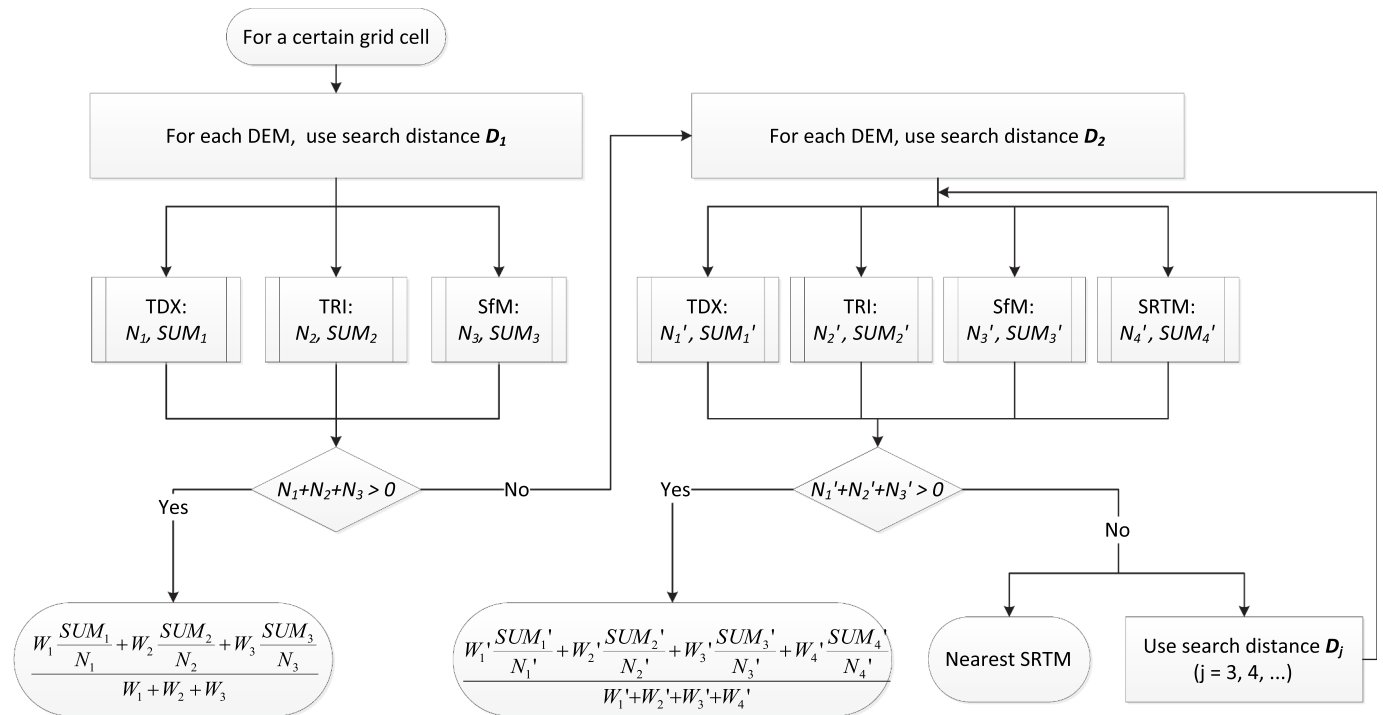 For a certain grid cell
For each DEM, use search distance D₁
TDX:
N₁, SUM₁
TRI:
N₂, SUM₂
SfM:
N₃, SUM₃
N₁+N₂+N₃ > 0
Yes
No
W₁ SUM₁/N₁ + W₂ SUM₂/N₂ + W₃ SUM₃/N₃
W₁ + W₂ + W₃
For each DEM, use search distance D₂
TDX:
N₁', SUM₁'
TRI:
N₂', SUM₂'
SfM:
N₃', SUM₃'
SRTM:
N₄', SUM₄'
N₁'+N₂'+N₃' > 0
Yes
No
W₁' SUM₁'/N₁' + W₂' SUM₂'/N₂' + W₃' SUM₃'/N₃' + W₄' SUM₄'/N₄'
W₁'+W₂'+W₃'+W₄'
Nearest SRTM
Use search distance Dⱼ
(j = 3, 4, ...)